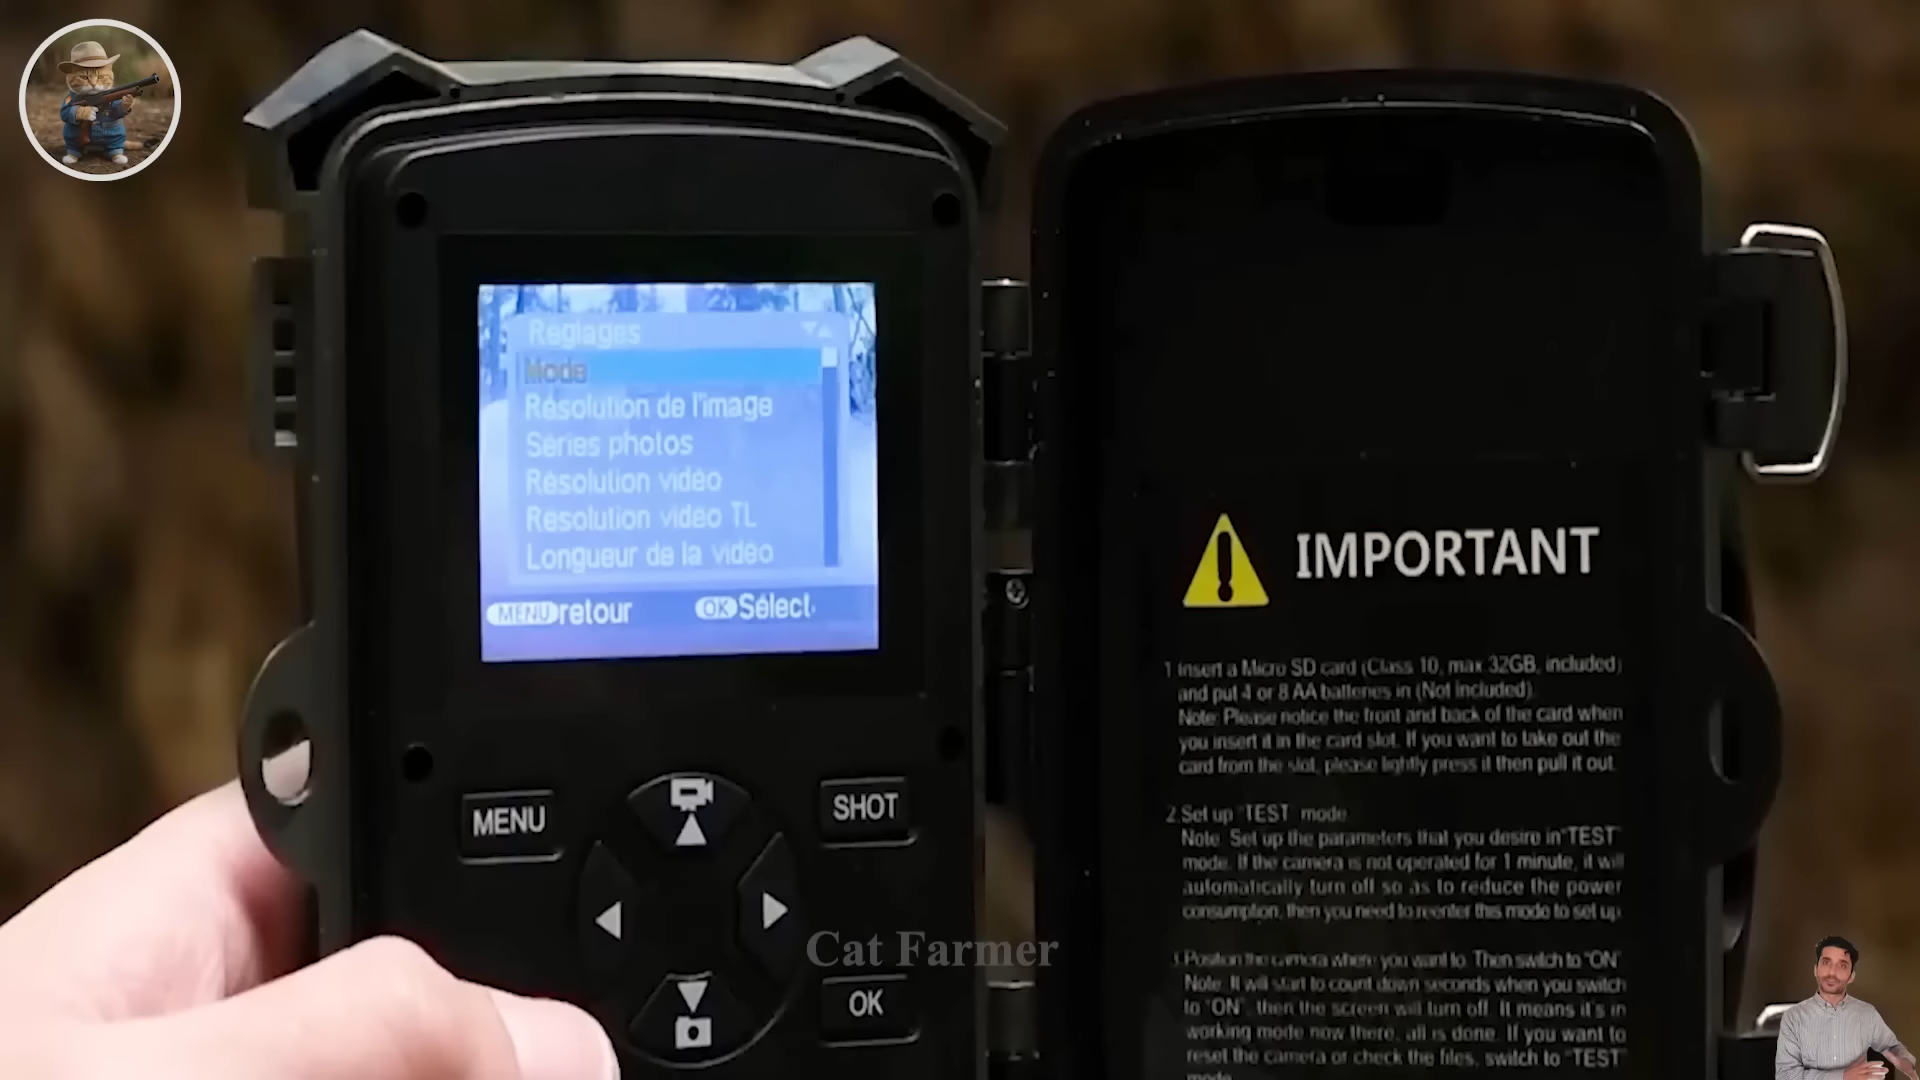 Réglages
Mode
Résolution de l'image
Séries photos
Résolution vidéo
Résolution vidéo TL
Longueur de la vidéo
MENU retour
OK Sélect.
MENU
SHOT
OK
Cat Farmer
IMPORTANT
1 Insert a Micro SD card (Class 10, max 32GB, included)
and put 4 or 8 AA batteries in (Not included).
Note: Please notice the front and back of the card when
you insert it in the card slot. If you want to take out the
card from the slot, please lightly press it then pull it out.
2.Set up "TEST" mode
Note: Set up the parameters that you desire in"TEST"
mode. If the camera is not operated for 1 minute, it will
automatically turn off so as to reduce the power
consumption, then you need to reenter this mode to set up.
3.Position the camera where you want to. Then switch to "ON"
Note: It will start to count down seconds when you switch
to "ON", then the screen will turn off. It means it's in
working mode now there, all is done. If you want to
reset the camera or check the files, switch to "TEST"
mode